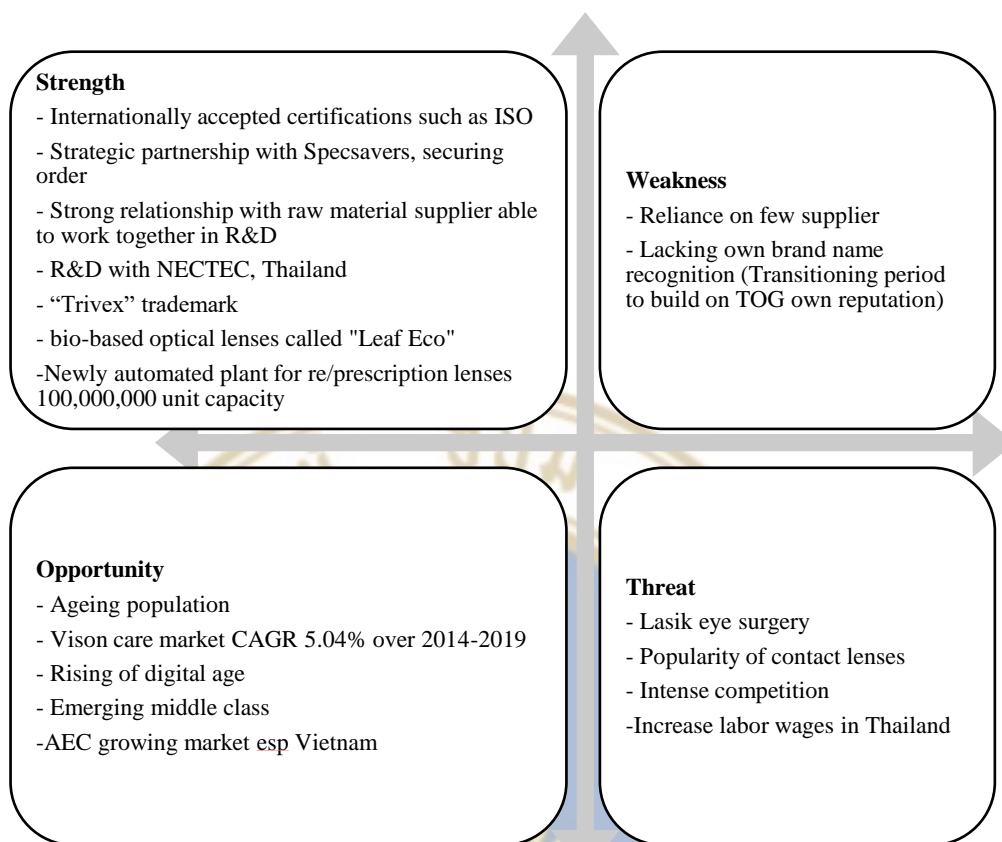 Strength
- Internationally accepted certifications such as ISO
- Strategic partnership with Specsavers, securing
order
- Strong relationship with raw material supplier able
to work together in R&D
- R&D with NECTEC, Thailand
- “Trivex” trademark
- bio-based optical lenses called "Leaf Eco"
-Newly automated plant for re/prescription lenses
100,000,000 unit capacity
Weakness
- Reliance on few supplier
- Lacking own brand name
recognition (Transitioning period
to build on TOG own reputation)
Opportunity
- Ageing population
- Vison care market CAGR 5.04% over 2014-2019
- Rising of digital age
- Emerging middle class
-AEC growing market esp Vietnam
Threat
- Lasik eye surgery
- Popularity of contact lenses
- Intense competition
-Increase labor wages in Thailand